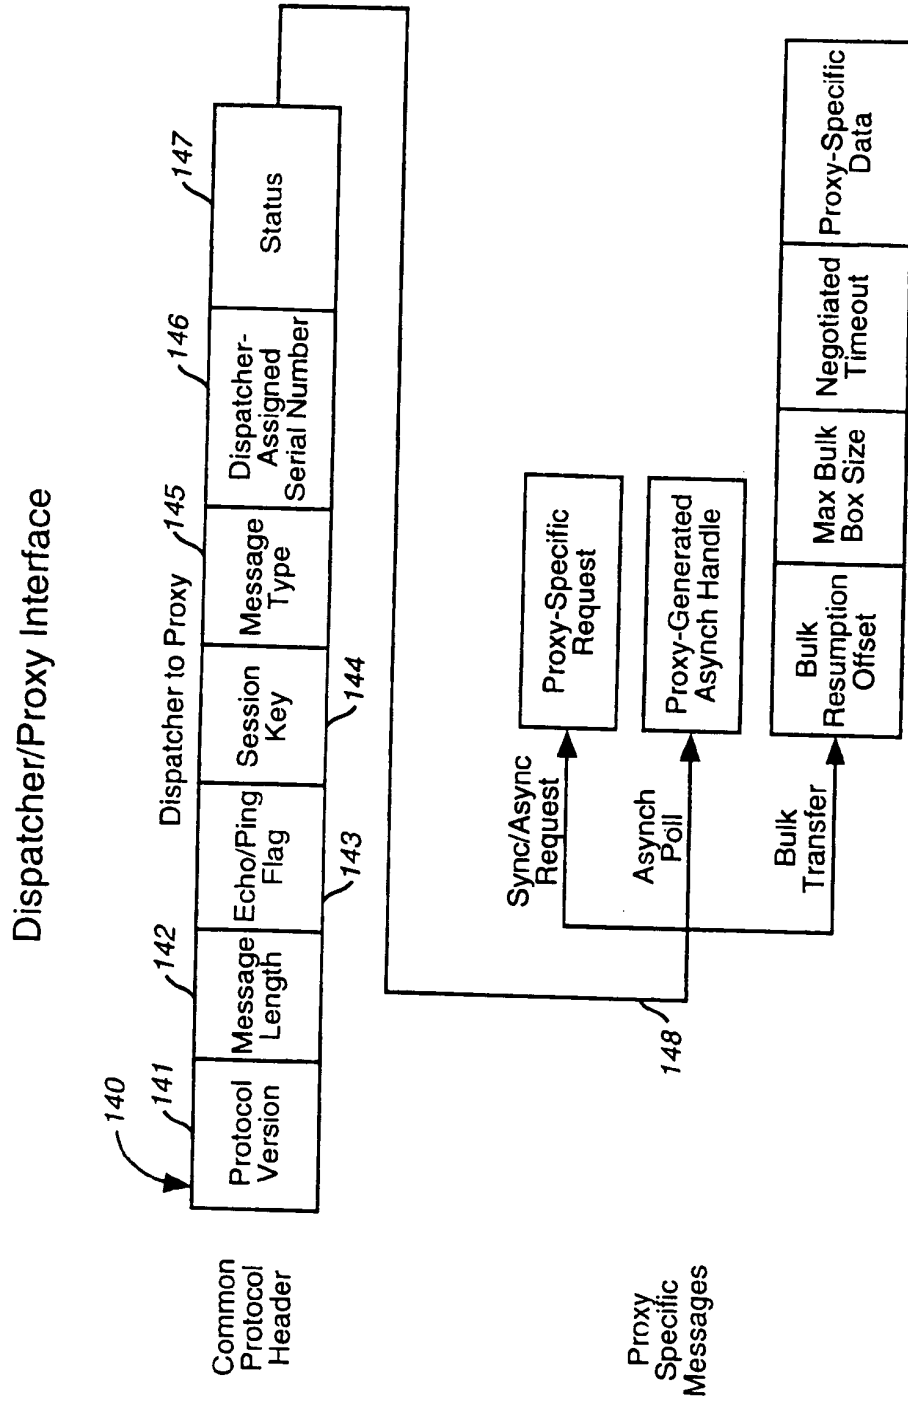 Dispatcher/Proxy Interface
Dispatcher to Proxy
140
141
142
143
144
145
146
147
Common
Protocol
Header
Protocol
Version
Message
Length
Echo/Ping
Flag
Session
Key
Message
Type
Dispatcher-
Assigned
Serial Number
Status
148
Proxy
Specific
Messages
Sync/Async
Request
Proxy-Specific
Request
Asynch
Poll
Proxy-Generated
Asynch Handle
Bulk
Transfer
Bulk
Resumption
Offset
Max Bulk
Box Size
Negotiated
Timeout
Proxy-Specific
Data